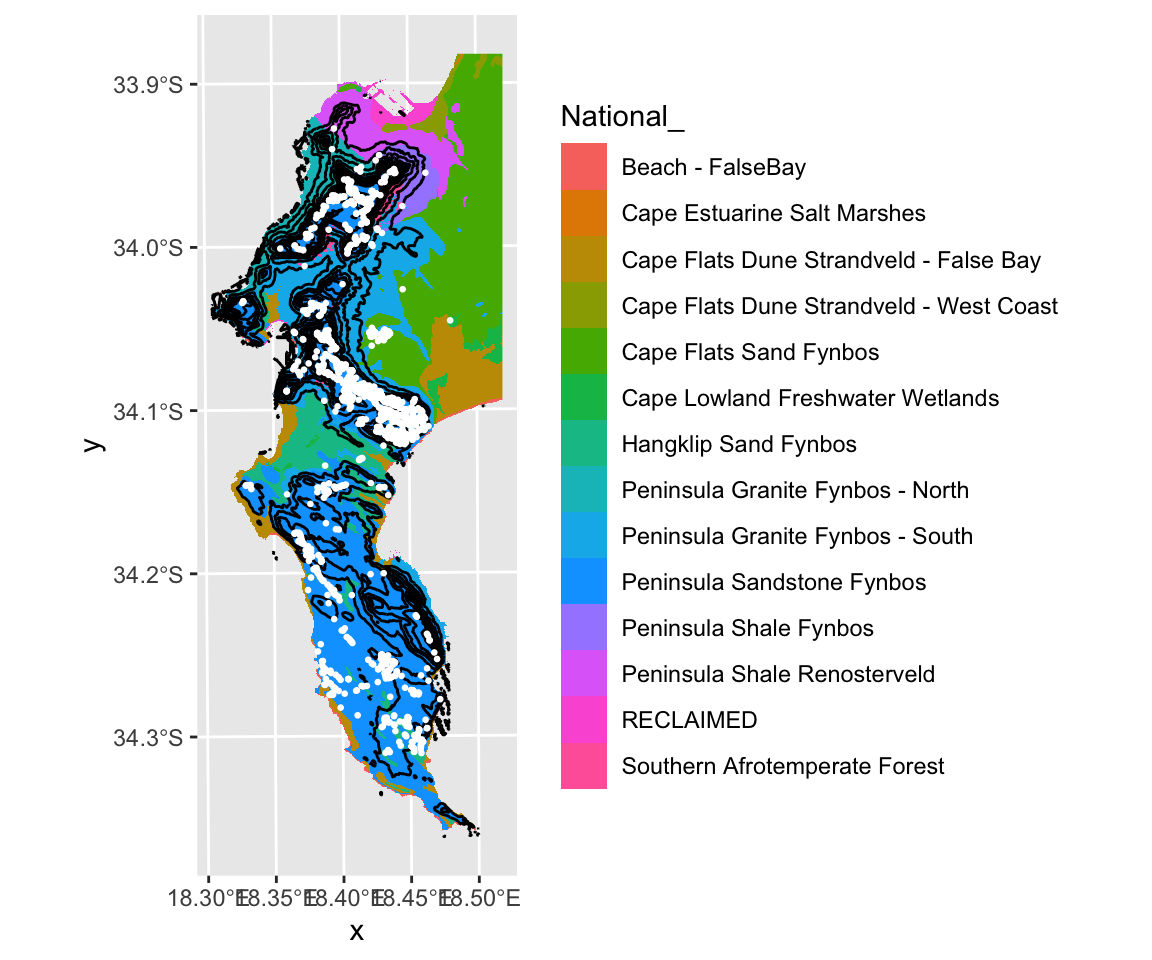 33.9°S
34.0°S
34.1°S
34.2°S
34.3°S
y
18.30°E 18.35°E 18.40°E 18.45°E 18.50°E
x
National_
Beach - FalseBay
Cape Estuarine Salt Marshes
Cape Flats Dune Strandveld - False Bay
Cape Flats Dune Strandveld - West Coast
Cape Flats Sand Fynbos
Cape Lowland Freshwater Wetlands
Hangklip Sand Fynbos
Peninsula Granite Fynbos - North
Peninsula Granite Fynbos - South
Peninsula Sandstone Fynbos
Peninsula Shale Fynbos
Peninsula Shale Renosterveld
RECLAIMED
Southern Afrotemperate Forest